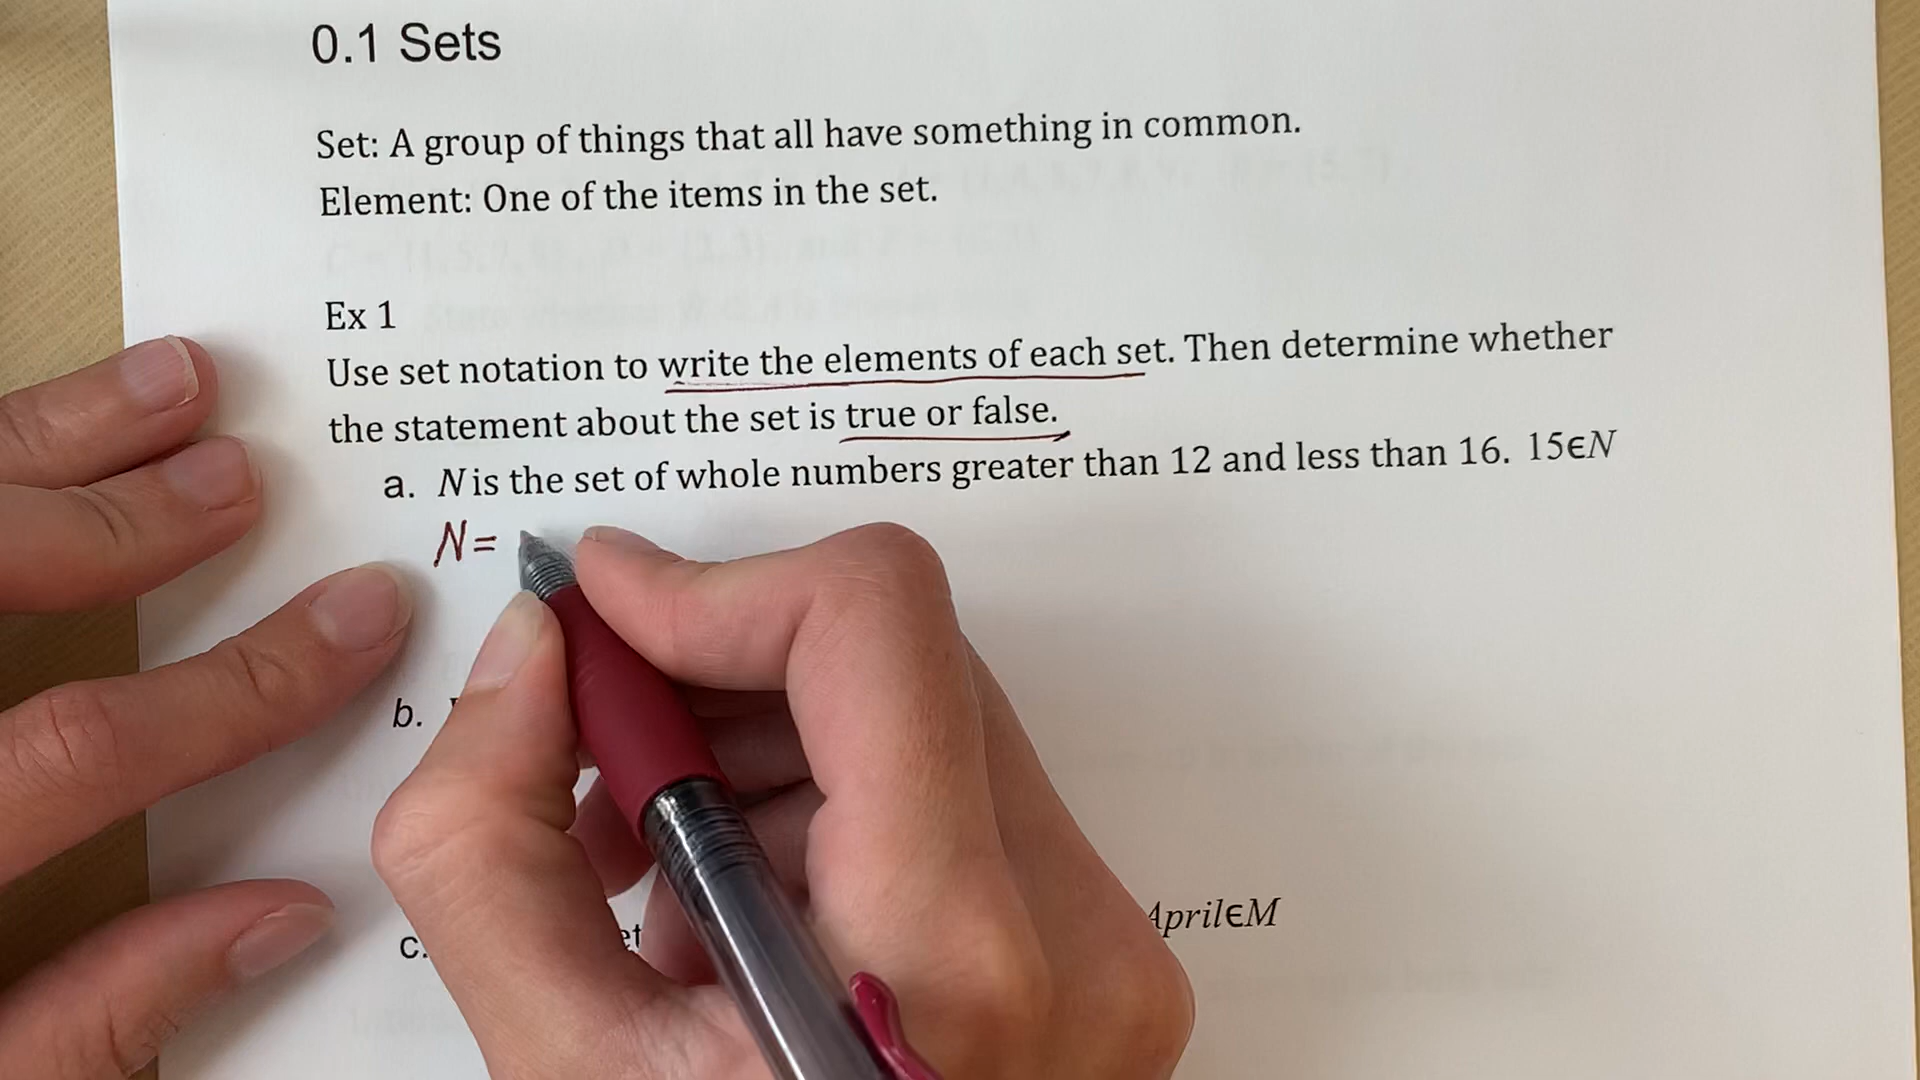 0.1 Sets
Set: A group of things that all have something in common.
Element: One of the items in the set.
Ex 1
Use set notation to write the elements of each set. Then determine whether
the statement about the set is true or false.
a. N is the set of whole numbers greater than 12 and less than 16. 15ϵN
N=
b.
c. AprilϵM